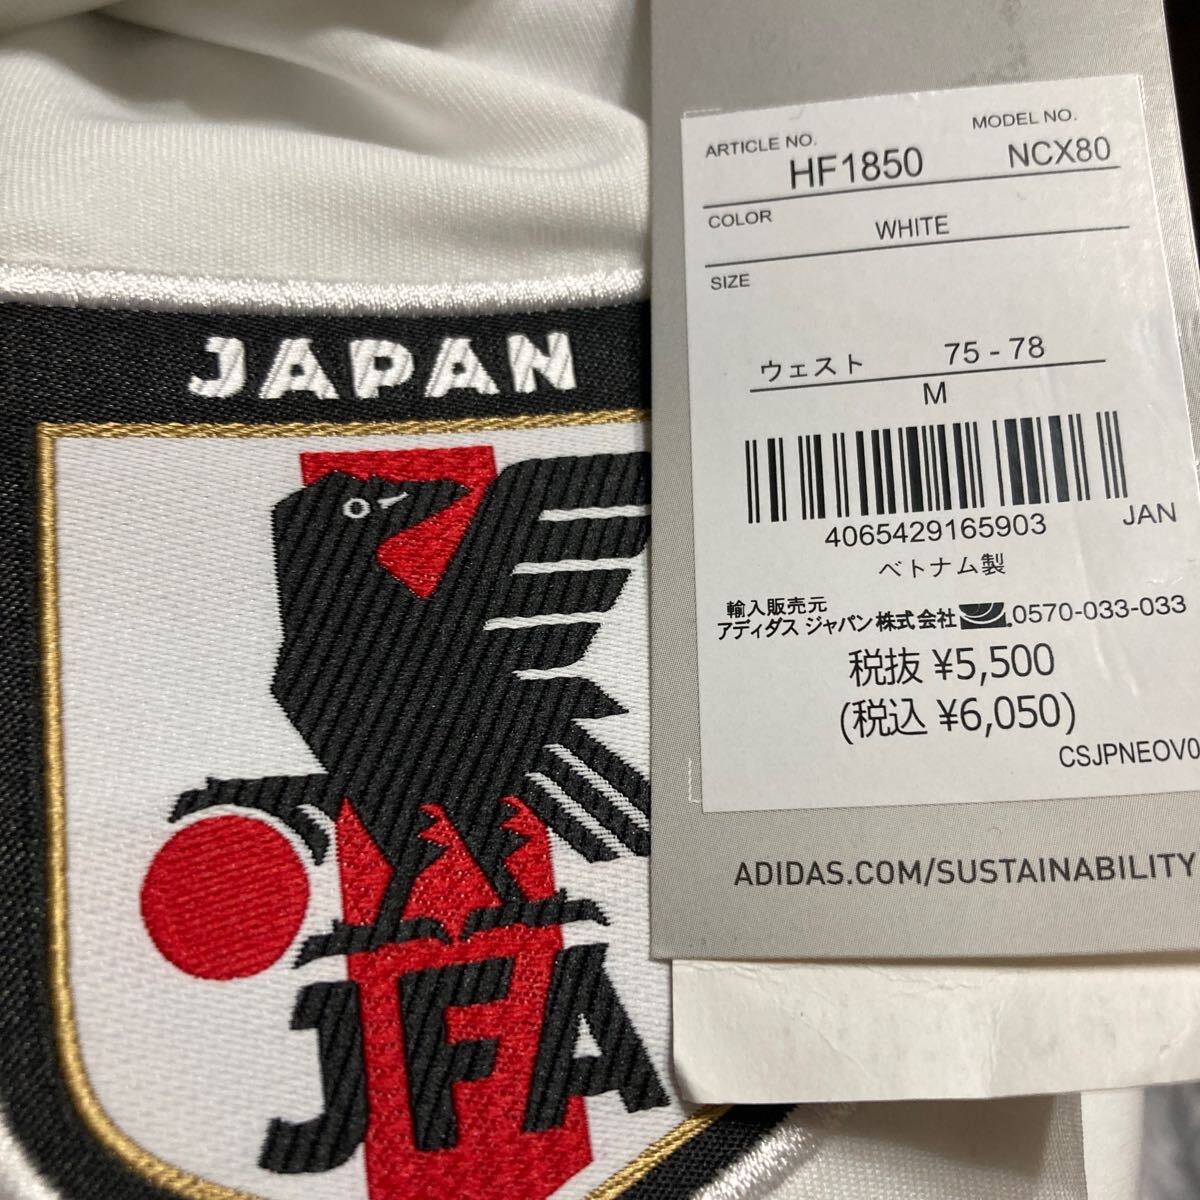 JAPAN
JFA
ARTICLE NO.
HF1850
MODEL NO.
NCX80
COLOR
WHITE
SIZE
ウェスト 75 - 78
M
4065429165903 JAN
ベトナム製
輸入販売元
アディダス ジャパン株式会社 0570-033-033
税抜 ¥5,500
(税込 ¥6,050)
CSJPNEOV0
ADIDAS.COM/SUSTAINABILITY